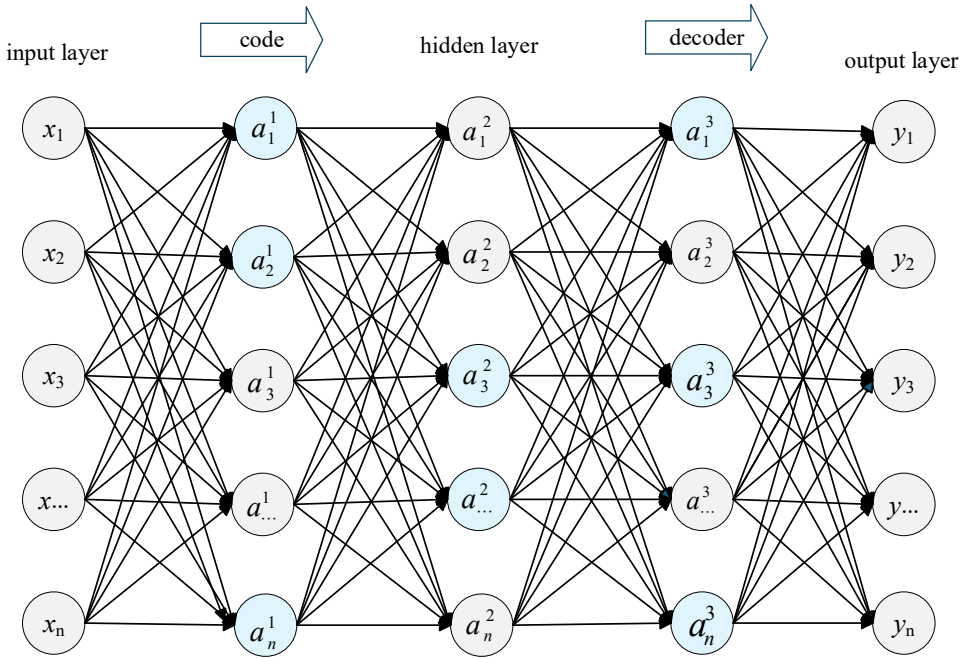 input layer
code
hidden layer
decoder
output layer
x₁ a₁¹ a₁² a₁³ y₁
x₂ a₂¹ a₂² a₂³ y₂
x₃ a₃¹ a₃² a₃³ y₃
x... a...¹ a...² a...³ y...
xₙ aₙ¹ aₙ² aₙ³ yₙ